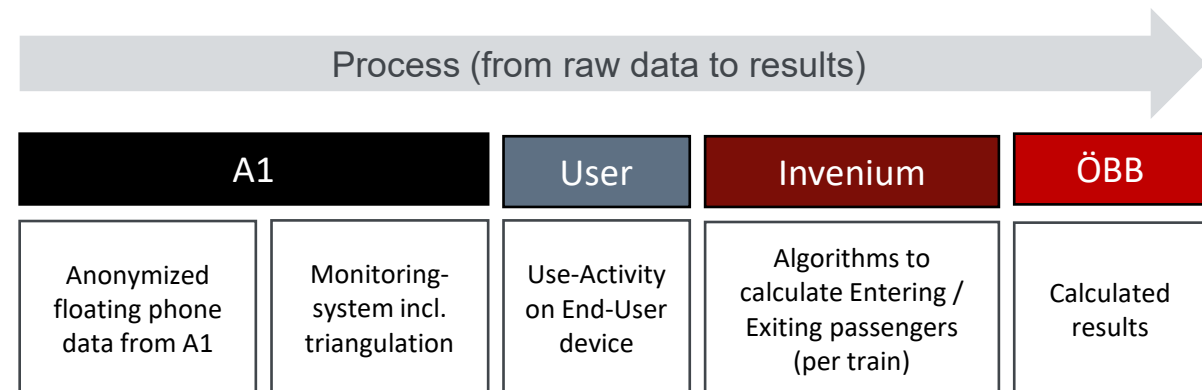 Process (from raw data to results)
A1
User
Invenium
ÖBB
Anonymized
floating phone
data from A1
Monitoring-
system incl.
triangulation
Use-Activity
on End-User
device
Algorithms to
calculate Entering /
Exiting passengers
(per train)
Calculated
results